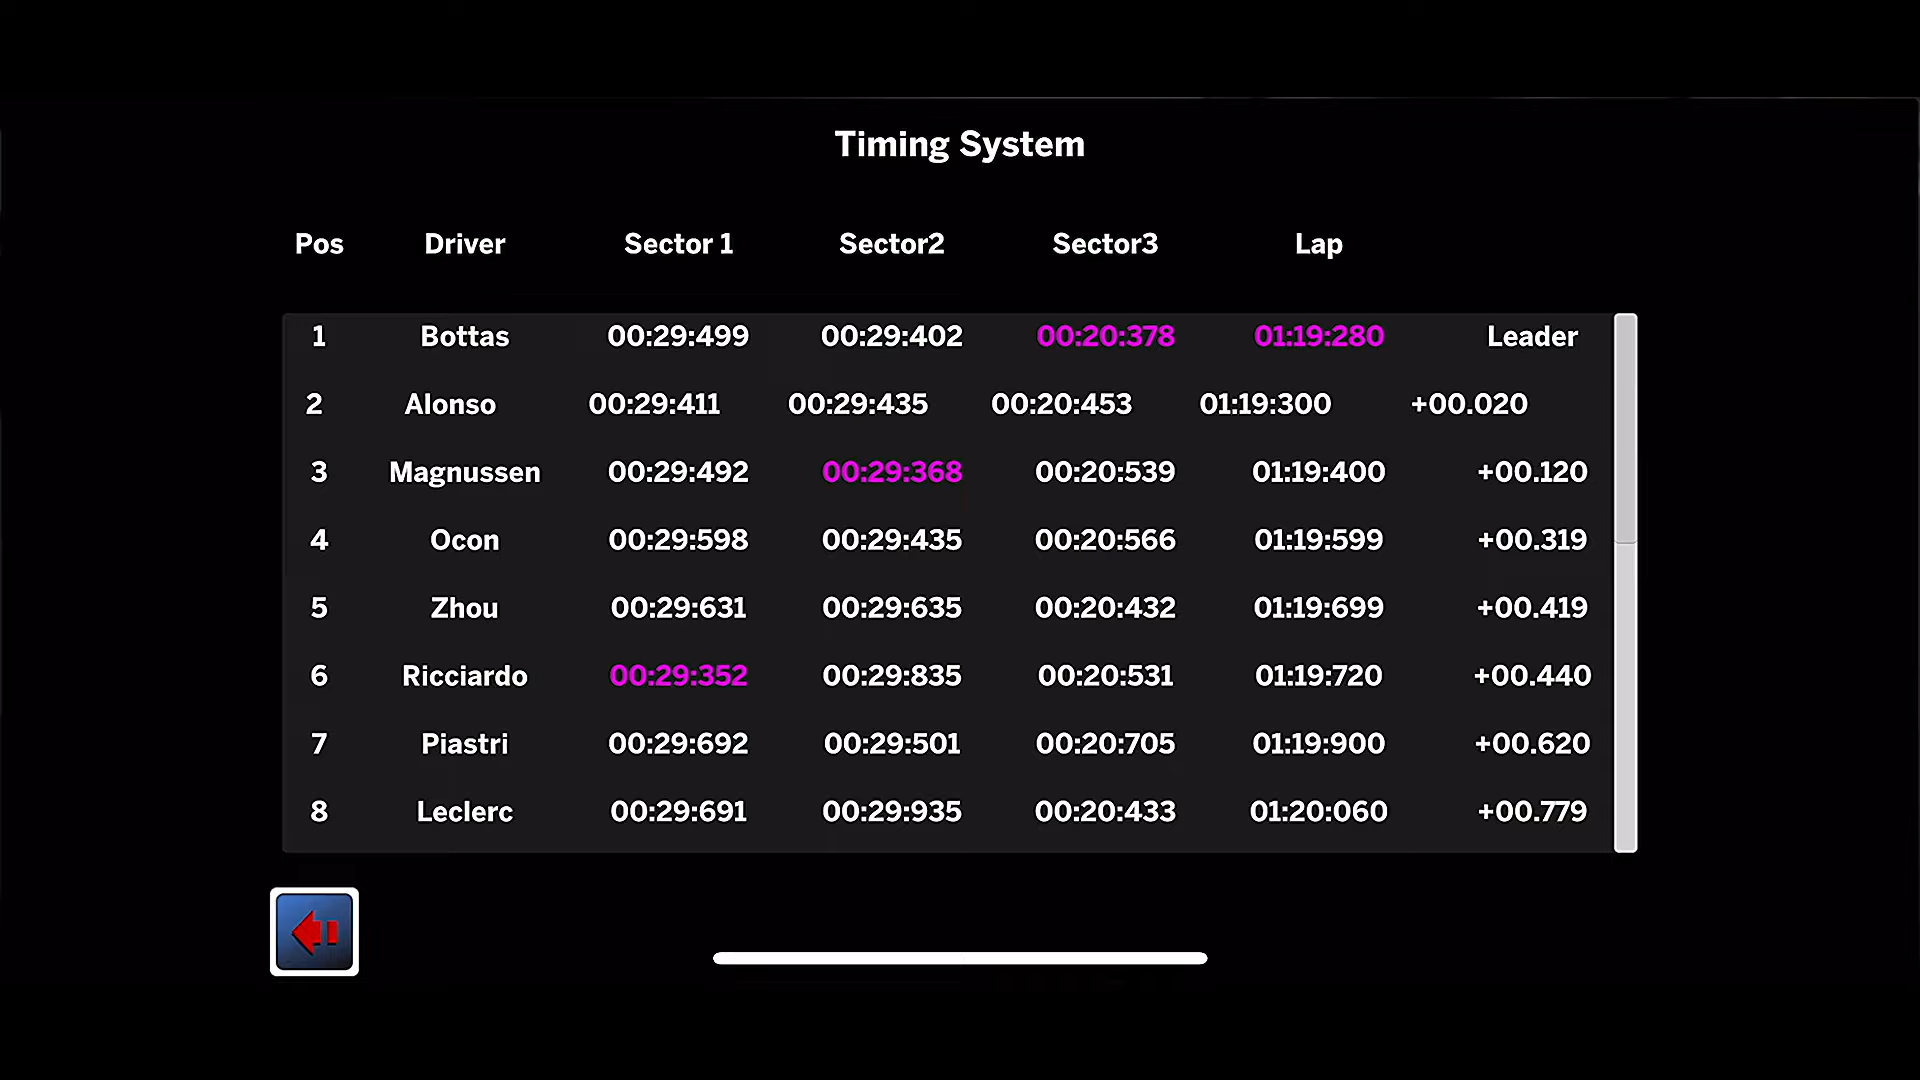 Timing System
Pos Driver Sector 1 Sector2 Sector3 Lap
1 Bottas 00:29:499 00:29:402 00:20:378 01:19:280 Leader
2 Alonso 00:29:411 00:29:435 00:20:453 01:19:300 +00.020
3 Magnussen 00:29:492 00:29:368 00:20:539 01:19:400 +00.120
4 Ocon 00:29:598 00:29:435 00:20:566 01:19:599 +00.319
5 Zhou 00:29:631 00:29:635 00:20:432 01:19:699 +00.419
6 Ricciardo 00:29:352 00:29:835 00:20:531 01:19:720 +00.440
7 Piastri 00:29:692 00:29:501 00:20:705 01:19:900 +00.620
8 Leclerc 00:29:691 00:29:935 00:20:433 01:20:060 +00.779